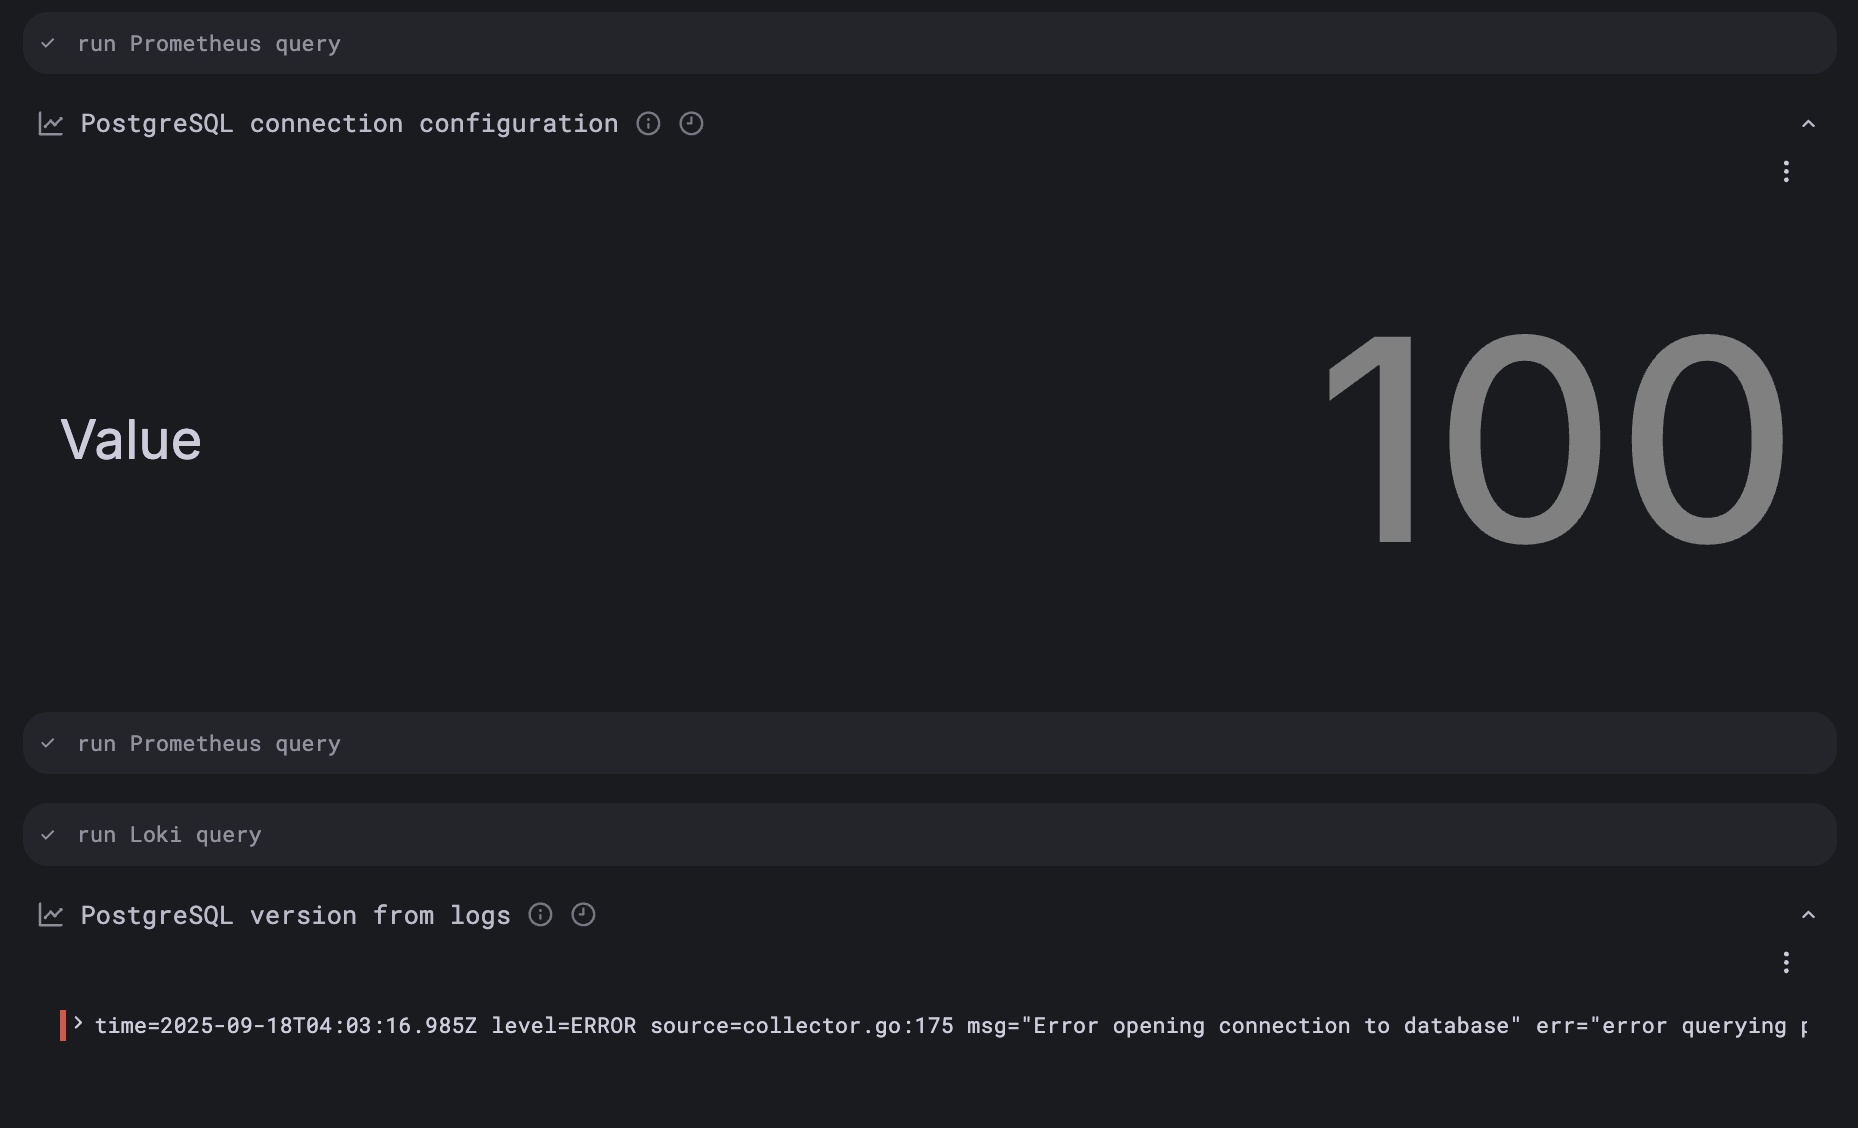 run Prometheus query
PostgreSQL connection configuration
Value
100
run Prometheus query
run Loki query
PostgreSQL version from logs
time=2025-09-18T04:03:16.985Z level=ERROR source=collector.go:175 msg="Error opening connection to database" err="error querying